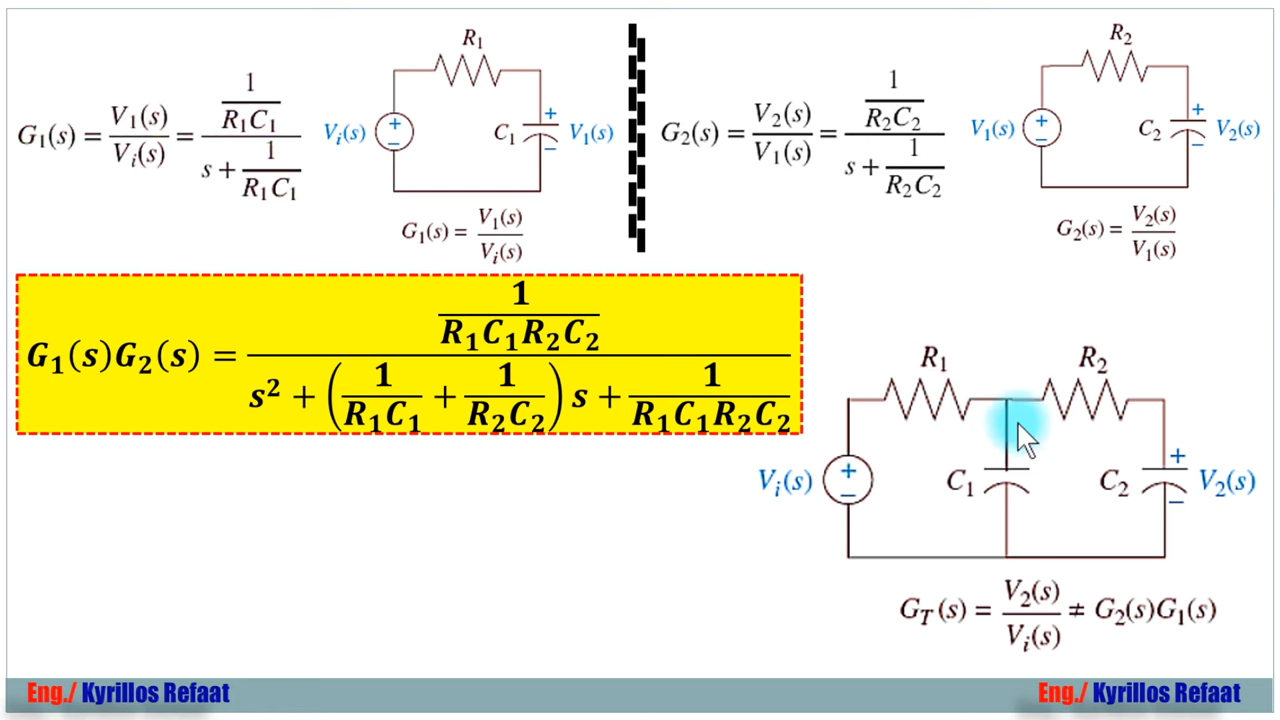 G₁(s) = V₁(s)/Vᵢ(s) = (1/(R₁C₁))/(s + 1/(R₁C₁))
R₁
Vᵢ(s) + − C₁ + − V₁(s)
G₁(s) = V₁(s)/Vᵢ(s)
G₂(s) = V₂(s)/V₁(s) = (1/(R₂C₂))/(s + 1/(R₂C₂))
R₂
V₁(s) + − C₂ + − V₂(s)
G₂(s) = V₂(s)/V₁(s)
G₁(s)G₂(s) = (1/(R₁C₁R₂C₂))/(s² + (1/(R₁C₁) + 1/(R₂C₂))s + 1/(R₁C₁R₂C₂))
R₁ R₂
Vᵢ(s) + − C₁ C₂ + − V₂(s)
G_T(s) = V₂(s)/Vᵢ(s) ≠ G₂(s)G₁(s)
Eng./ Kyrillos Refaat
Eng./ Kyrillos Refaat